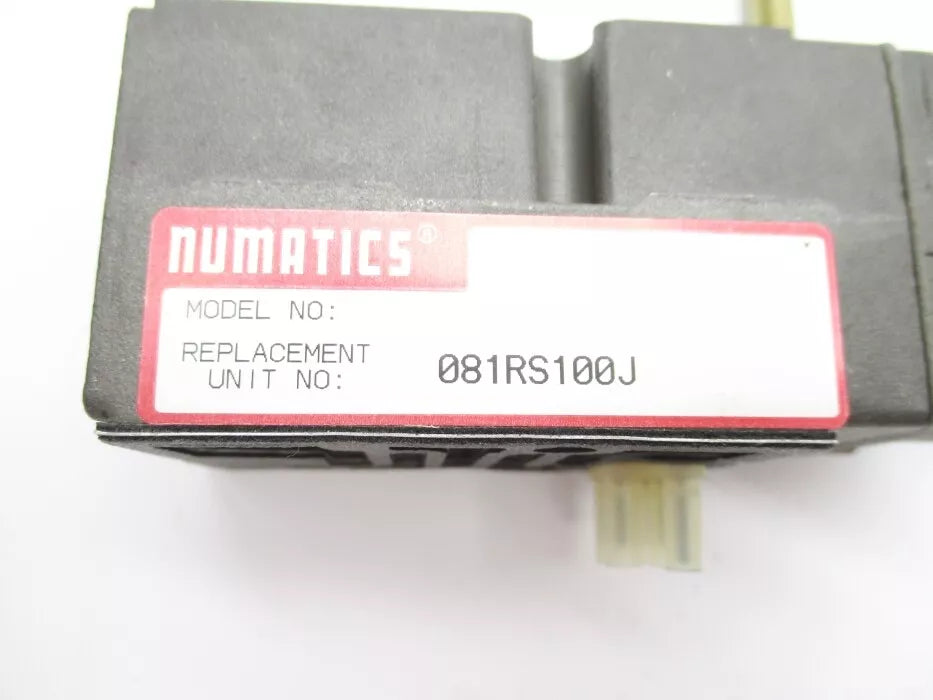 NUMATICS®
MODEL NO:
REPLACEMENT
UNIT NO: 081RS100J